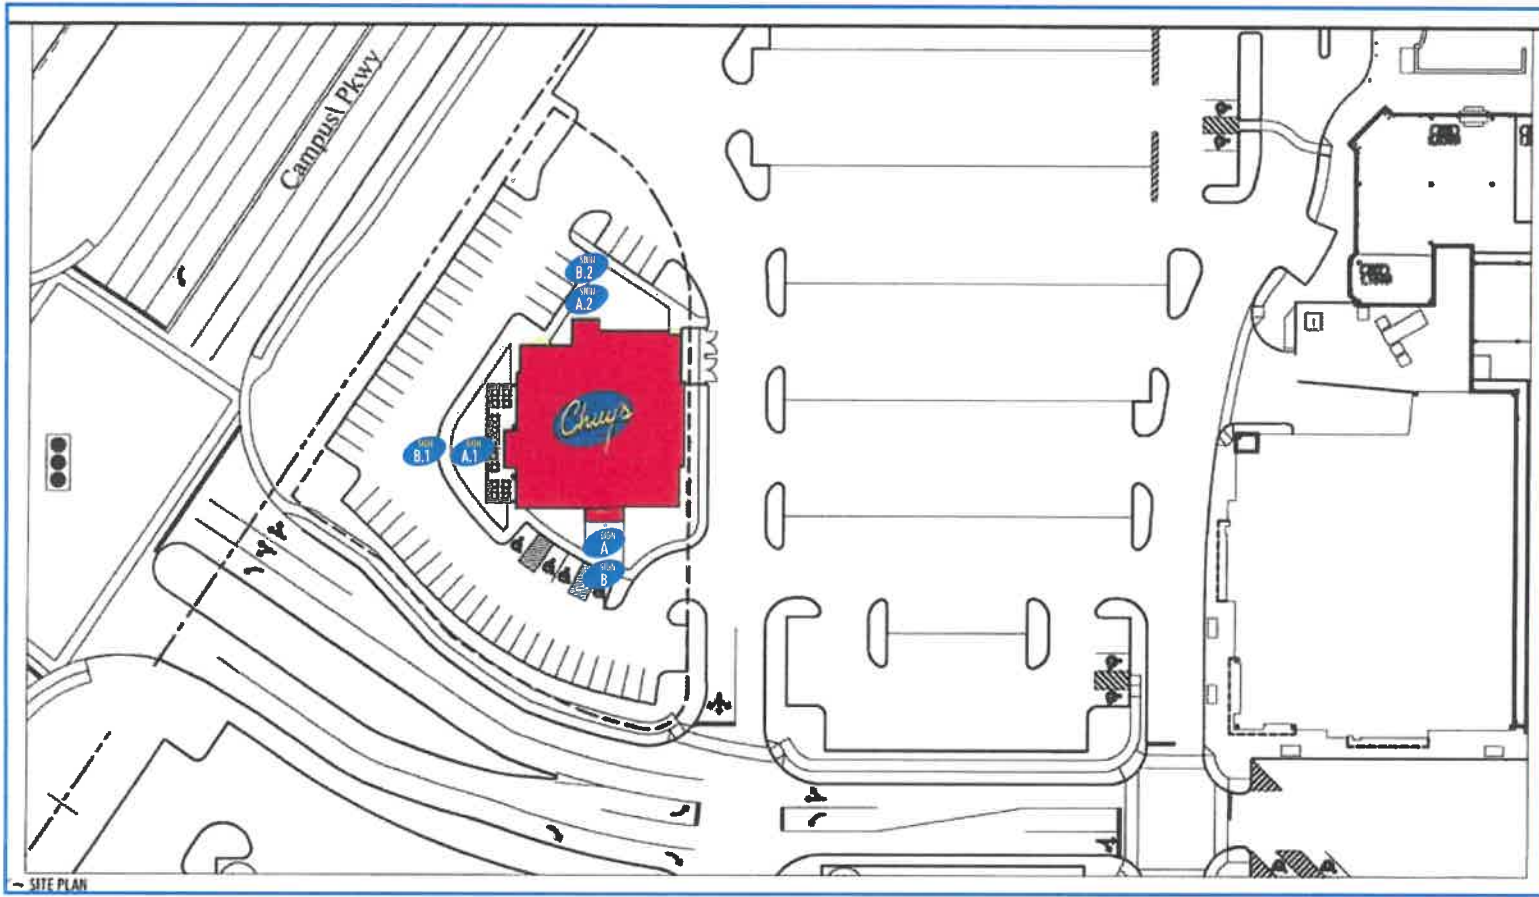 Campus Pkwy
SIGN
B.2
SIGN
A.2
Chuy's
SIGN
B.1
SIGN
A.1
SIGN
A
SIGN
B
SITE PLAN